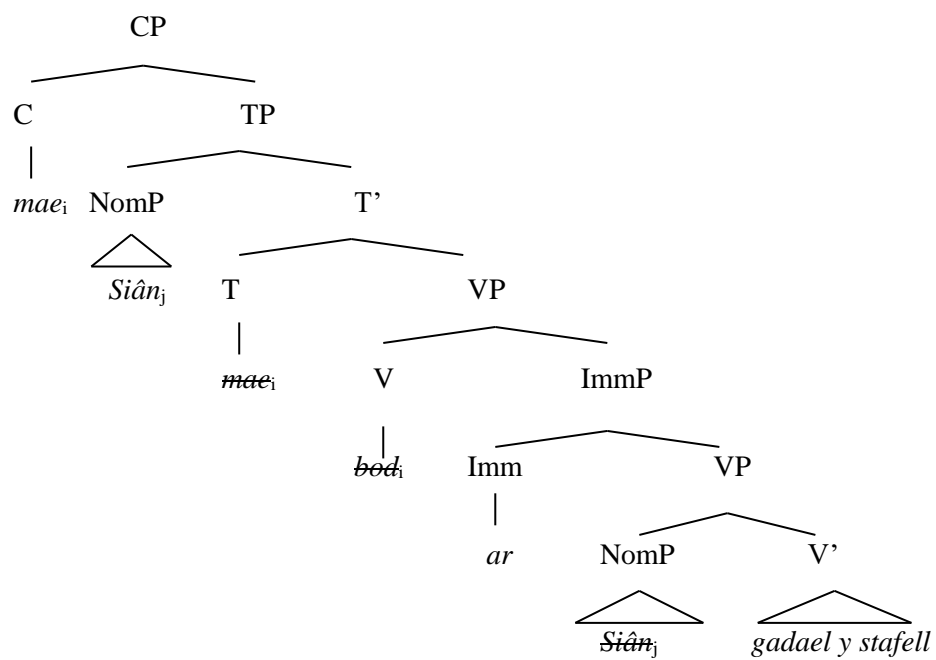 CP
C TP
maeᵢ NomP T’
Siânⱼ T VP
maeᵢ V ImmP
bodᵢ Imm VP
ar NomP V’
Siânⱼ gadael y stafell